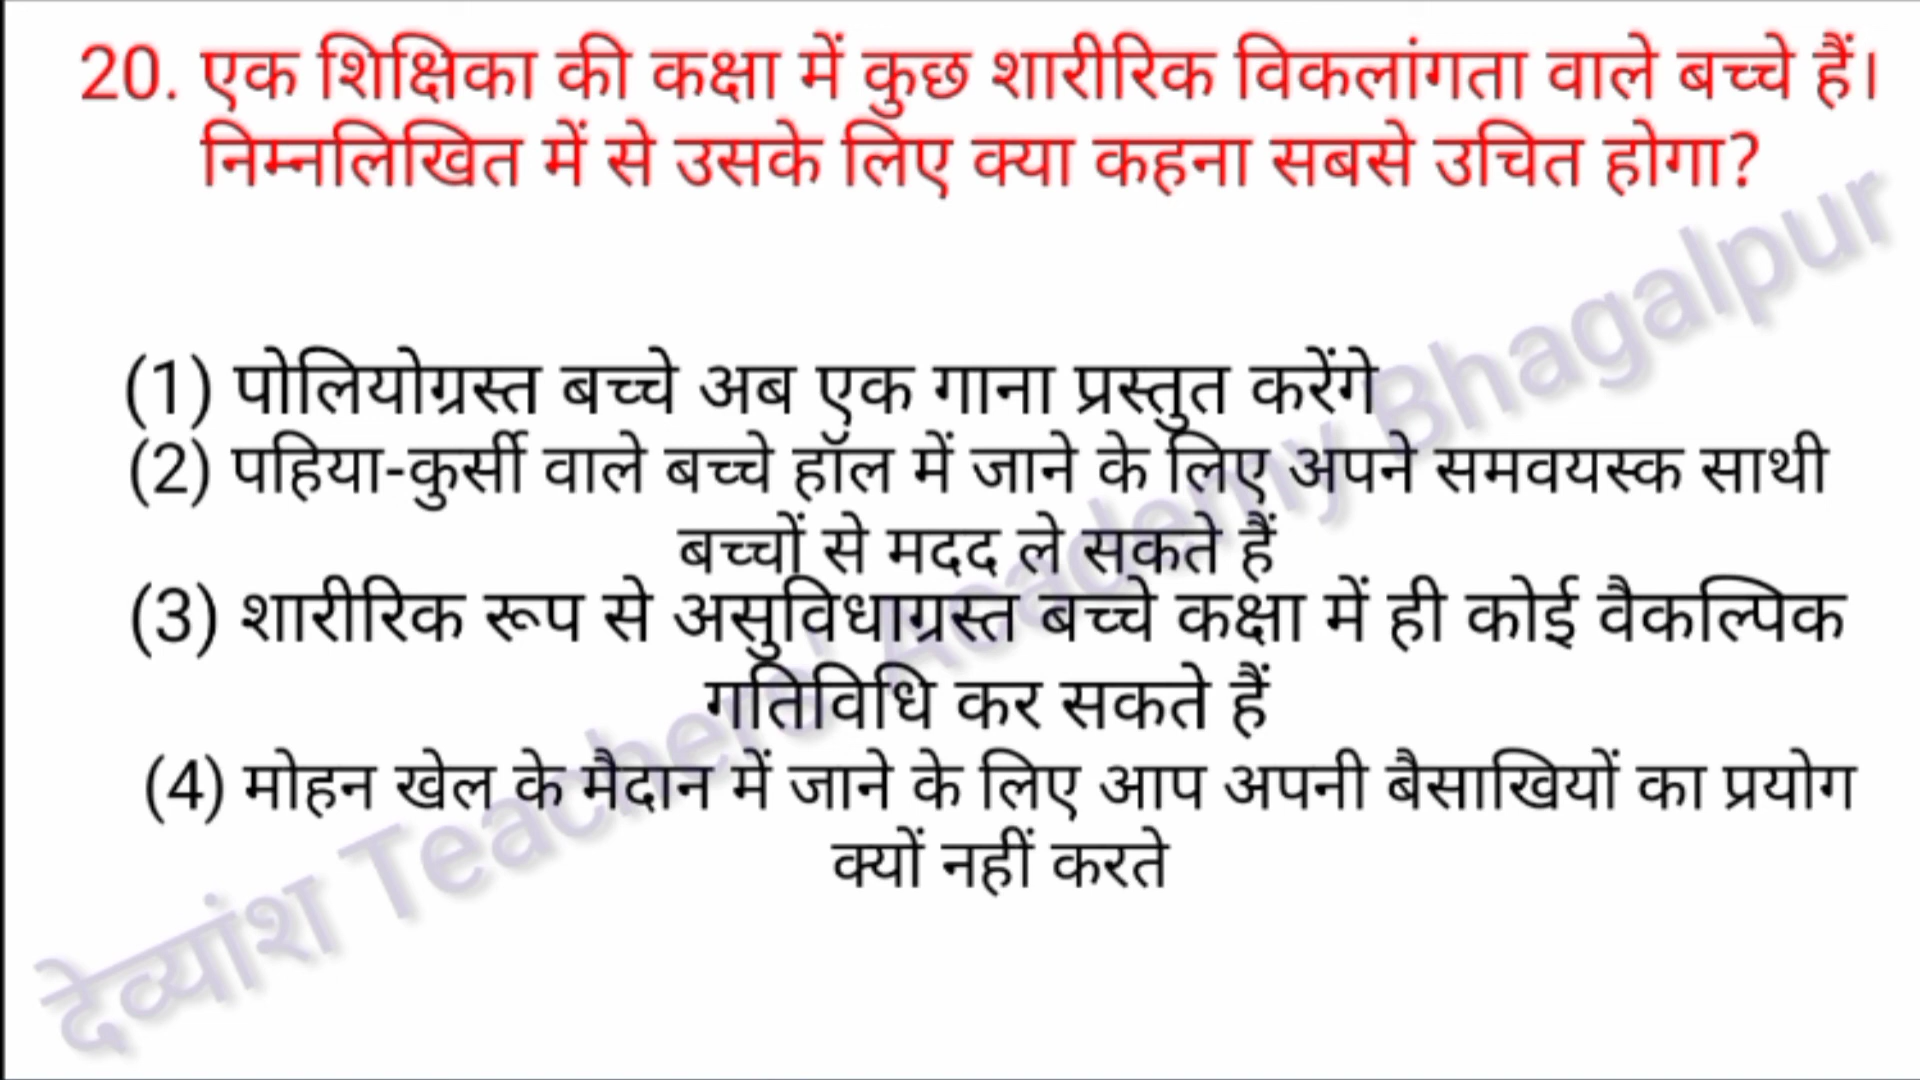 20. एक शिक्षिका की कक्षा में कुछ शारीरिक विकलांगता वाले बच्चे हैं।
निम्नलिखित में से उसके लिए क्या कहना सबसे उचित होगा?
(1) पोलियोग्रस्त बच्चे अब एक गाना प्रस्तुत करेंगे
(2) पहिया-कुर्सी वाले बच्चे हॉल में जाने के लिए अपने समवयस्क साथी
बच्चों से मदद ले सकते हैं
(3) शारीरिक रूप से असुविधाग्रस्त बच्चे कक्षा में ही कोई वैकल्पिक
गतिविधि कर सकते हैं
(4) मोहन खेल के मैदान में जाने के लिए आप अपनी बैसाखियों का प्रयोग
क्यों नहीं करते
देव्यांश Teachers' Academy Bhagalpur